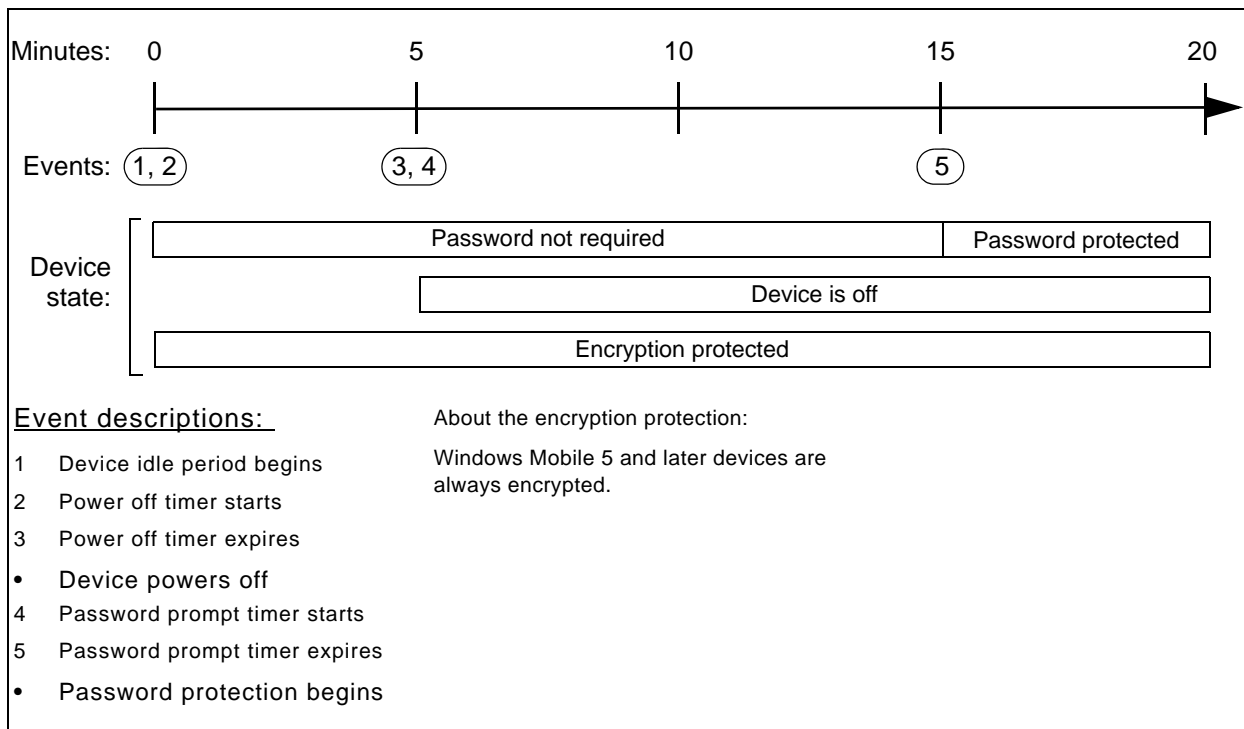 Minutes: 0 5 10 15 20
Events: 1, 2 3, 4 5
Device state:
Password not required Password protected
Device is off
Encryption protected
Event descriptions:
1 Device idle period begins
2 Power off timer starts
3 Power off timer expires
• Device powers off
4 Password prompt timer starts
5 Password prompt timer expires
• Password protection begins
About the encryption protection:
Windows Mobile 5 and later devices are
always encrypted.